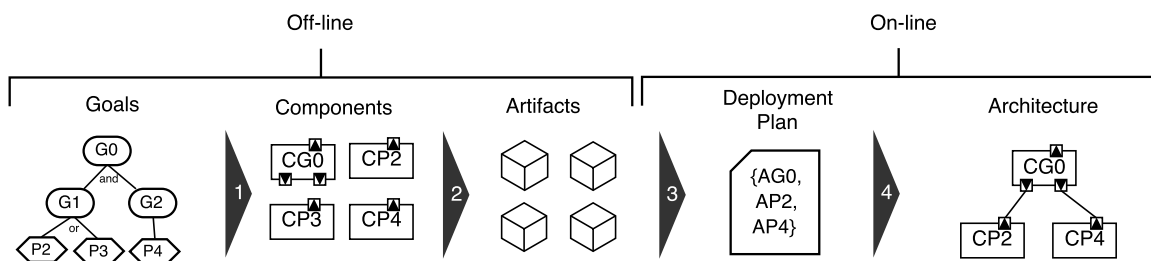 Off-line
On-line
Goals
Components
Artifacts
Deployment
Plan
Architecture
G0
and
G1
G2
or
P2
P3
P4
1
CG0
CP2
CP3
CP4
2
3
{AG0,
AP2,
AP4}
4
CG0
CP2
CP4